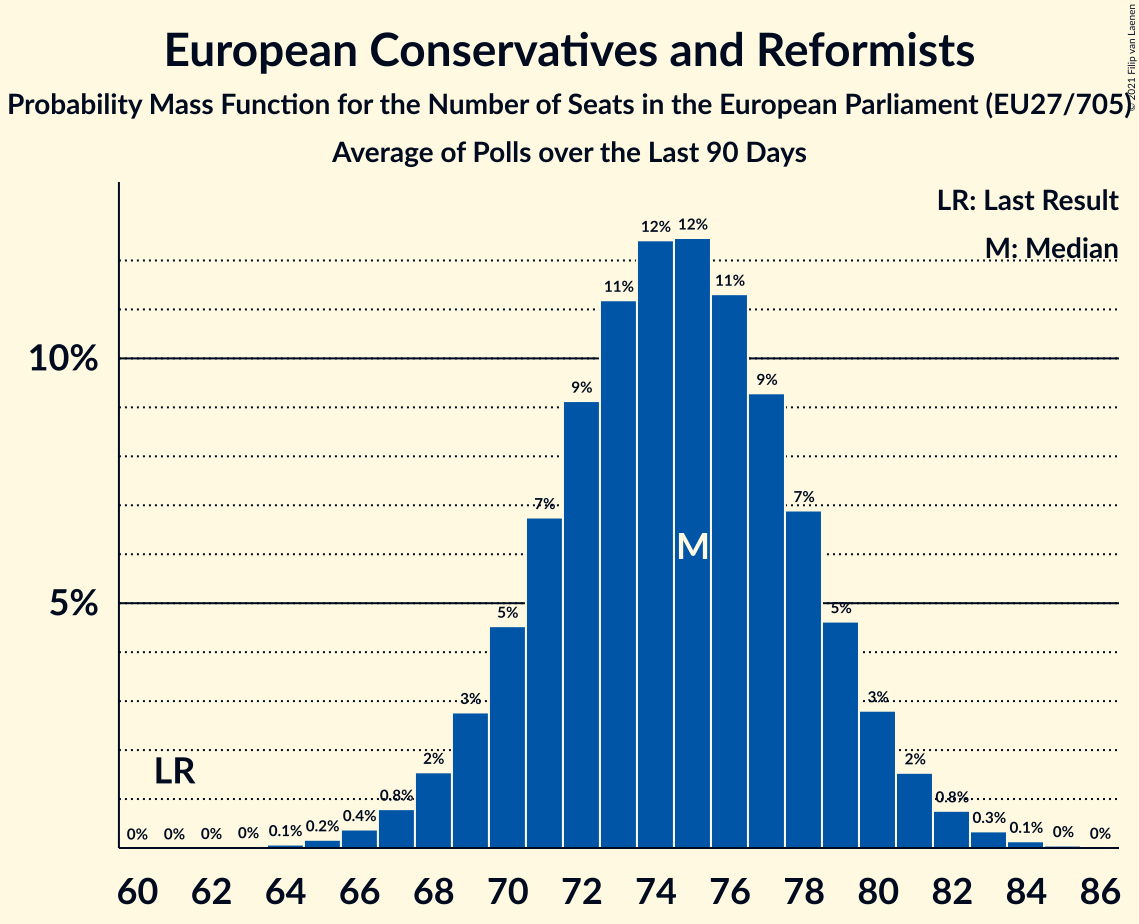 European Conservatives and Reformists
Probability Mass Function for the Number of Seats in the European Parliament (EU27/705)
Average of Polls over the Last 90 Days
© 2021 Filip van Laenen
LR: Last Result
M: Median
12% 12%
11% 11%
10%
9% 9%
7% 7%
M
5%
5% 5%
3% 3%
2% 2%
LR
0% 0% 0% 0% 0.1% 0.2% 0.4% 0.8% 0.8% 0.3% 0.1% 0% 0%
60 62 64 66 68 70 72 74 76 78 80 82 84 86